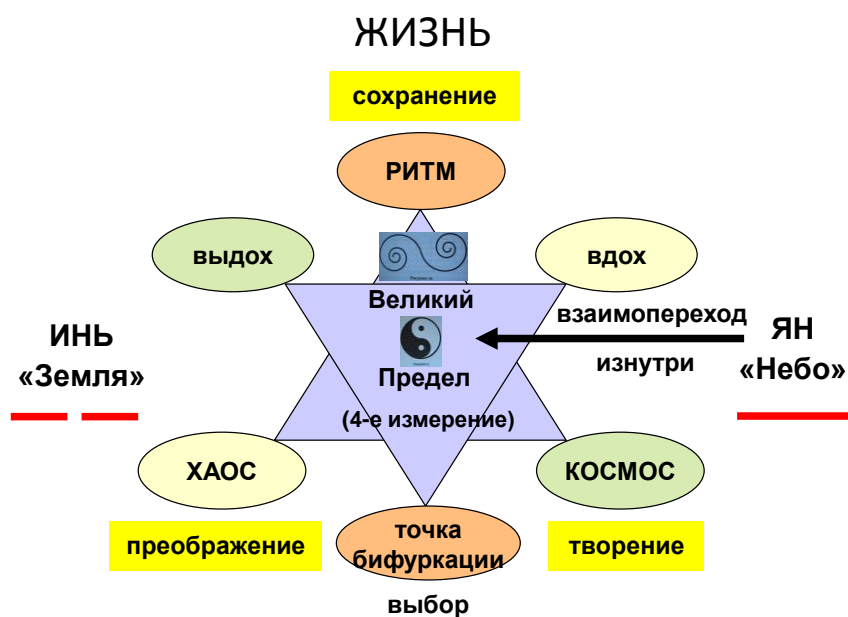 ЖИЗНЬ
сохранение
РИТМ
выдох
вдох
Великий
взаимопереход
ИНЬ
«Земля»
ЯН
«Небо»
изнутри
Предел
(4-е измерение)
ХАОС
КОСМОС
преображение
точка
бифуркации
творение
выбор